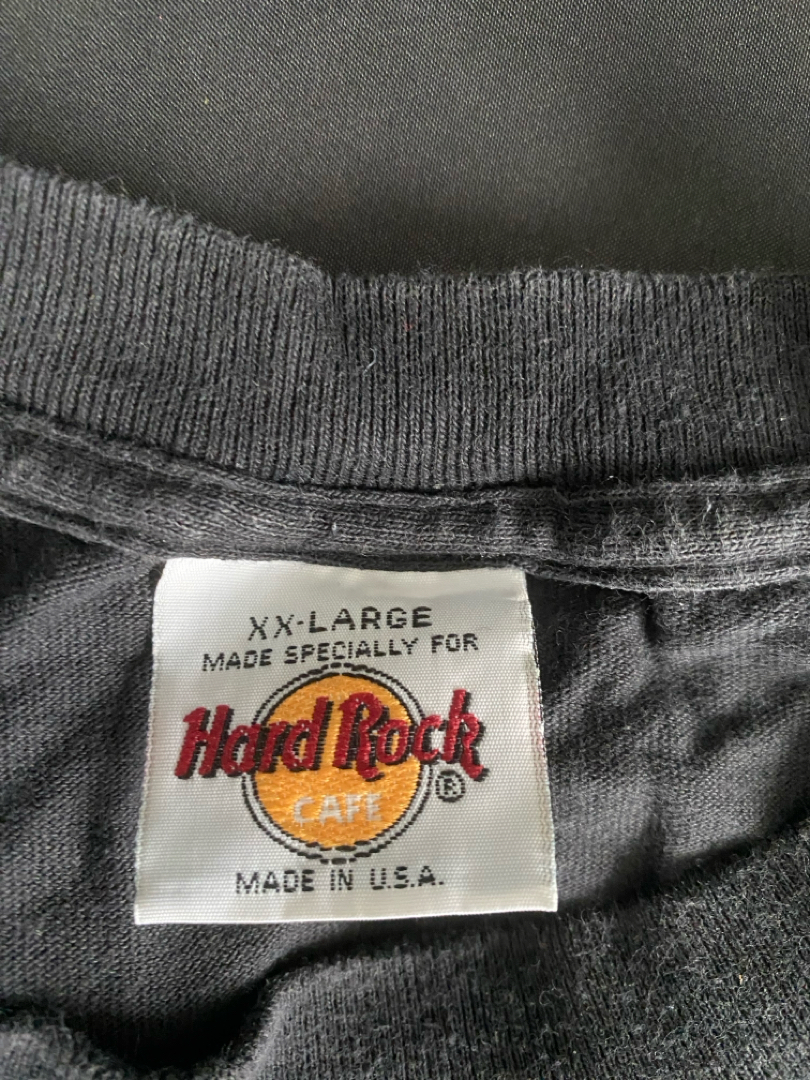 XX-LARGE
MADE SPECIALLY FOR
Hard Rock
CAFE
®
MADE IN U.S.A.